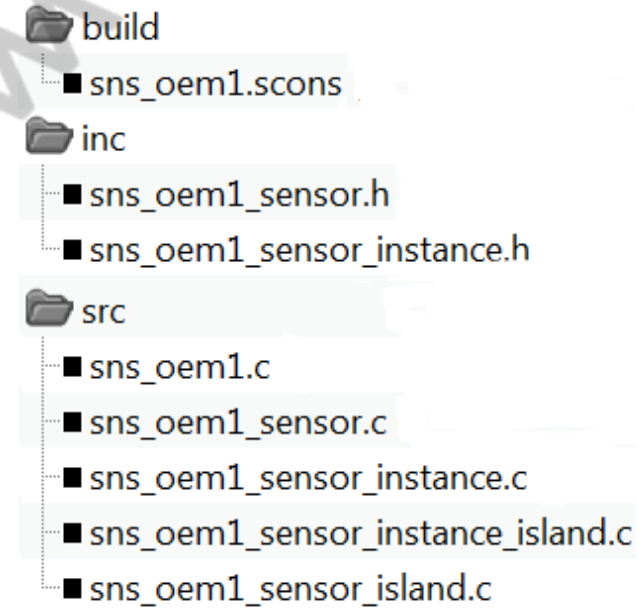 build
sns_oem1.scons
inc
sns_oem1_sensor.h
sns_oem1_sensor_instance.h
src
sns_oem1.c
sns_oem1_sensor.c
sns_oem1_sensor_instance.c
sns_oem1_sensor_instance_island.c
sns_oem1_sensor_island.c